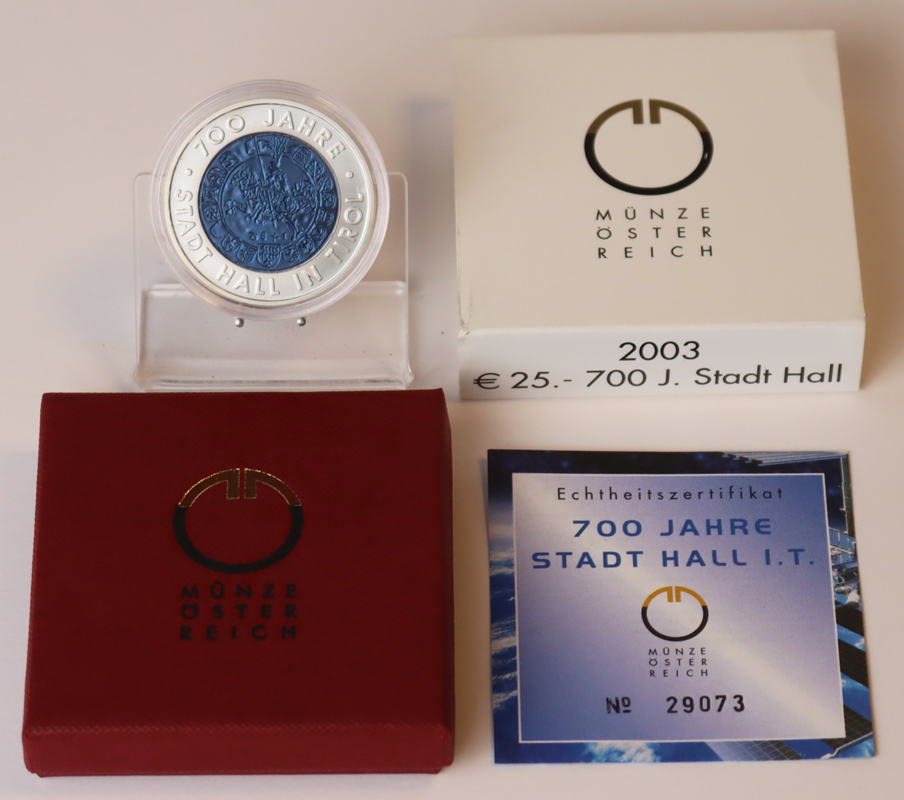 · 700 JAHRE ·
STADT HALL IN TIROL
MÜNZE
ÖSTER
REICH
2003
€ 25.- 700 J. Stadt Hall
MÜNZE
ÖSTER
REICH
Echtheitszertifikat
700 JAHRE
STADT HALL I.T.
MÜNZE
ÖSTER
REICH
Nº 29073